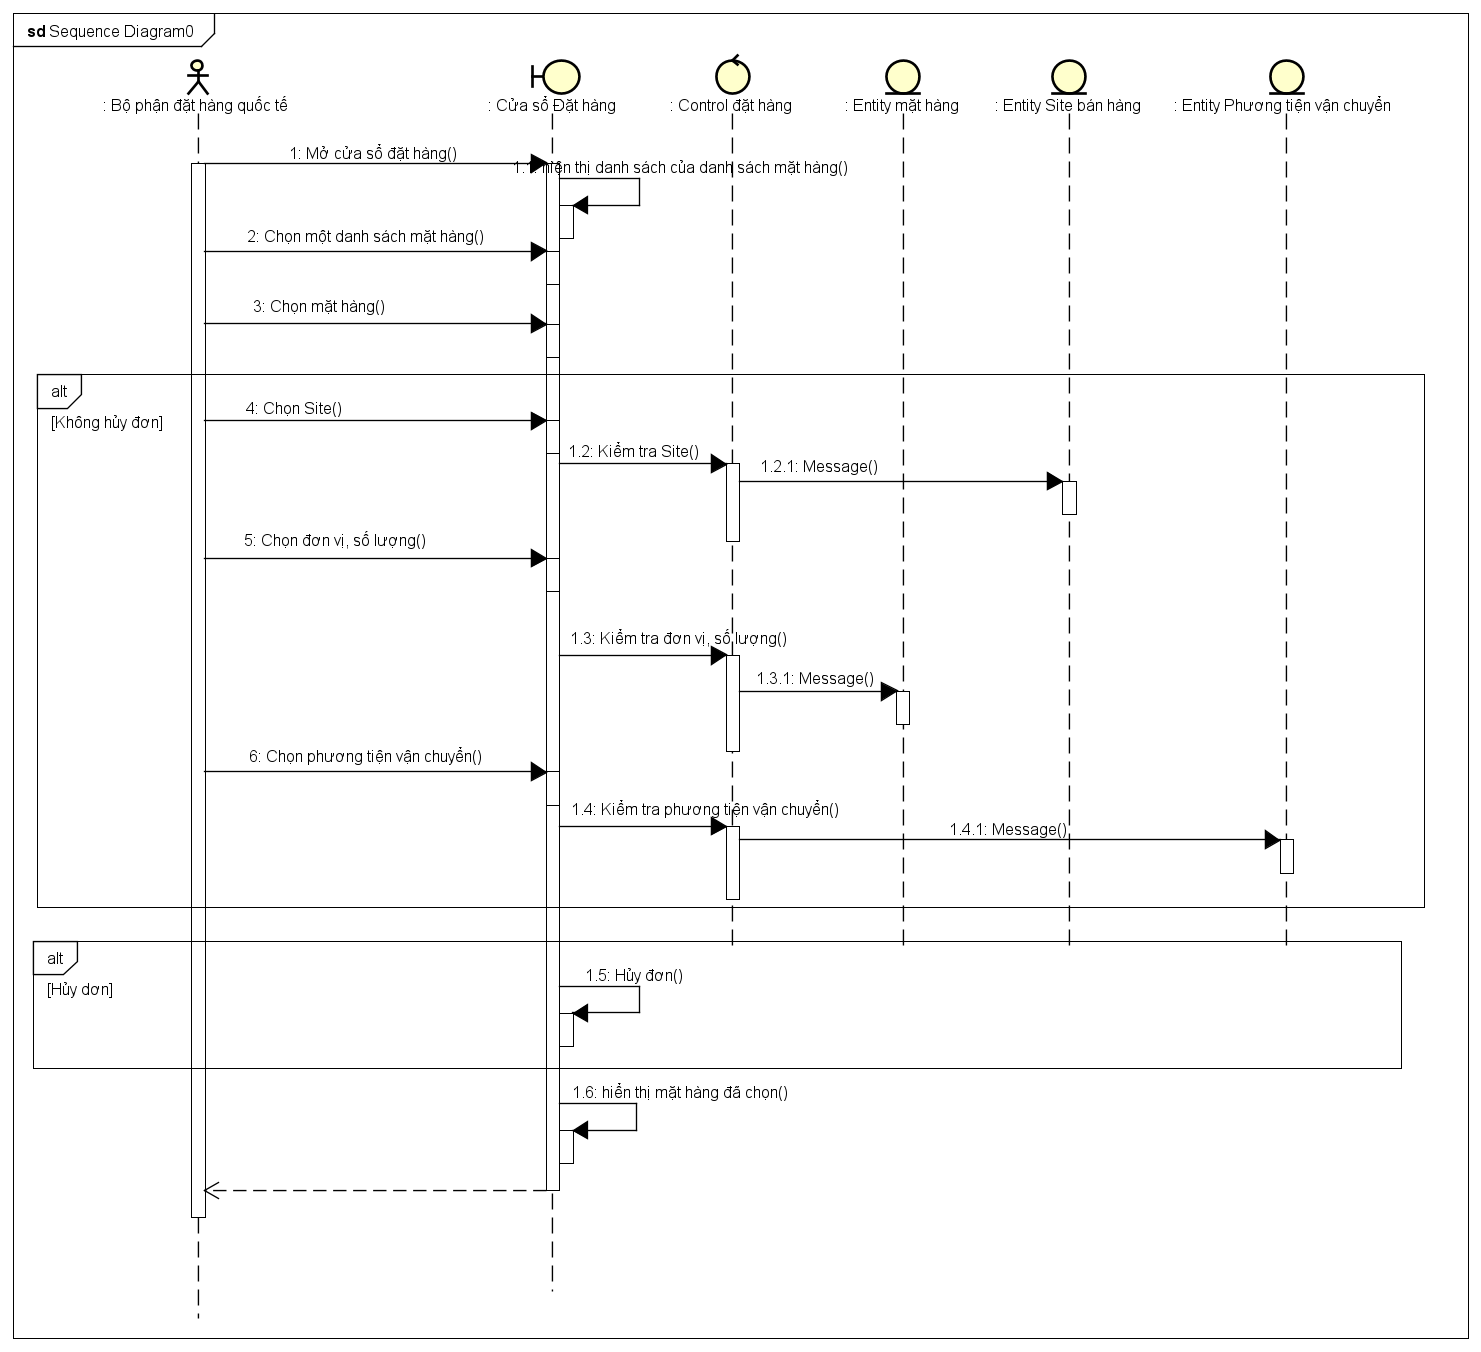 sd Sequence Diagram0
: Bộ phận đặt hàng quốc tế
: Cửa sổ Đặt hàng
: Control đặt hàng
: Entity mặt hàng
: Entity Site bán hàng
: Entity Phương tiện vận chuyển
1: Mở cửa sổ đặt hàng()
1.1: hiển thị danh sách của danh sách mặt hàng()
2: Chọn một danh sách mặt hàng()
3: Chọn mặt hàng()
alt
[Không hủy đơn]
4: Chọn Site()
1.2: Kiểm tra Site()
1.2.1: Message()
5: Chọn đơn vị, số lượng()
1.3: Kiểm tra đơn vị, số lượng()
1.3.1: Message()
6: Chọn phương tiện vận chuyển()
1.4: Kiểm tra phương tiện vận chuyển()
1.4.1: Message()
alt
[Hủy dơn]
1.5: Hủy đơn()
1.6: hiển thị mặt hàng đã chọn()